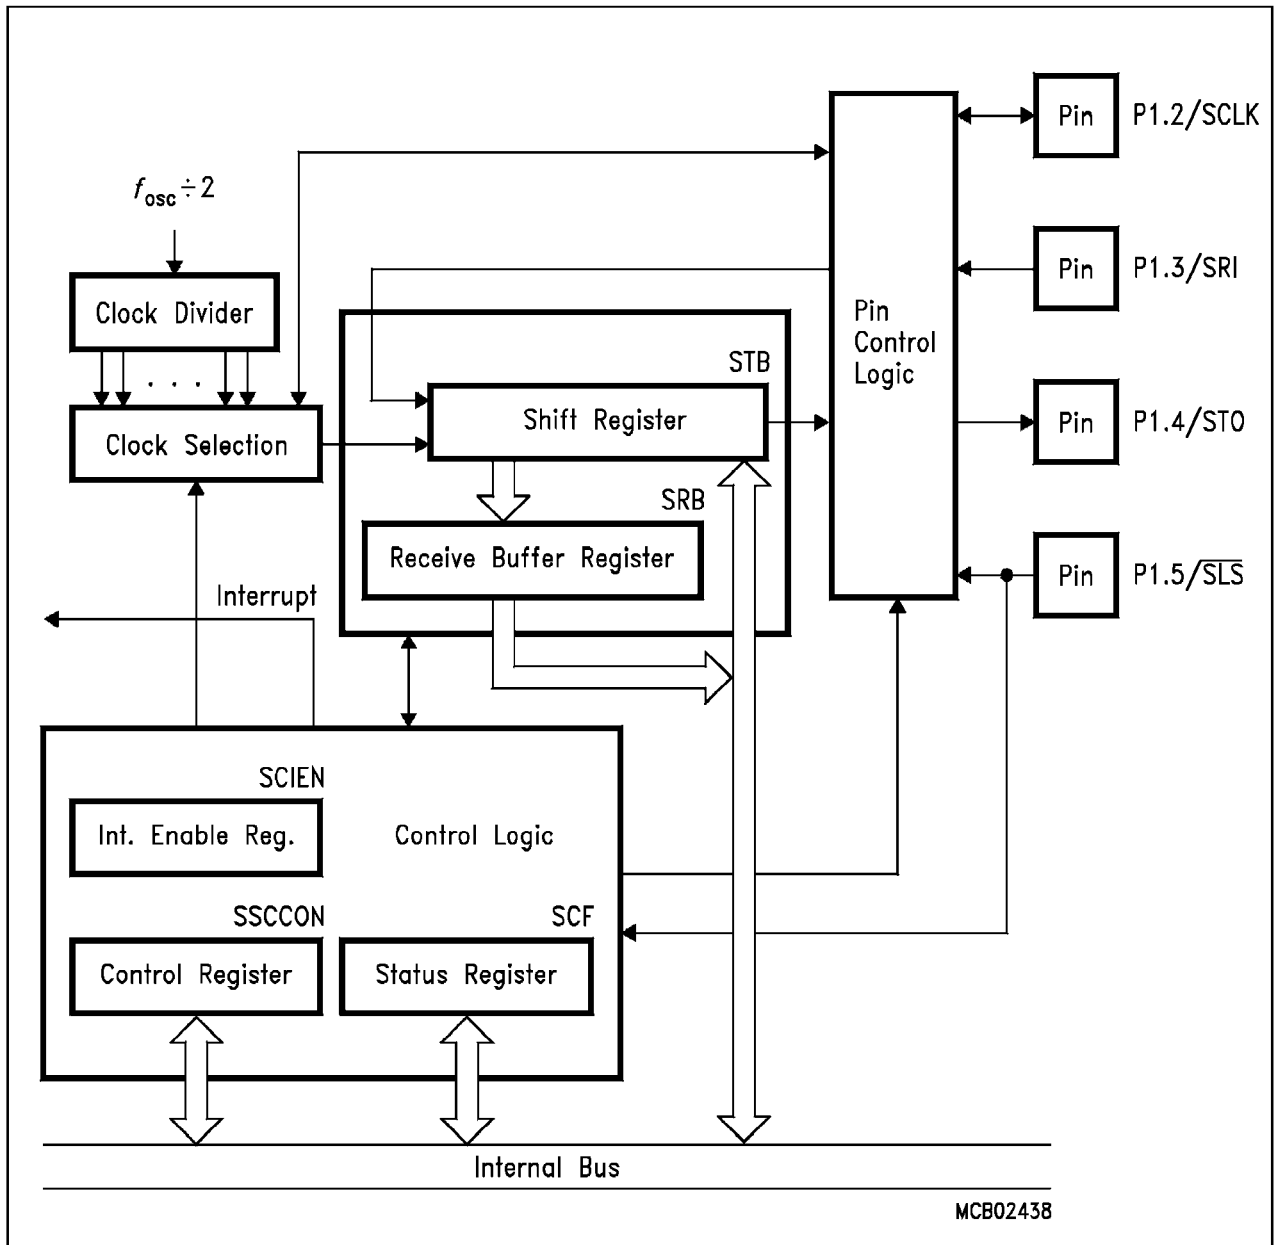 Pin P1.2/SCLK
f_osc ÷ 2
Pin P1.3/SRI
Clock Divider
. . .
Pin
Control
Logic
STB
Shift Register
Pin P1.4/STO
Clock Selection
SRB
Receive Buffer Register
Pin P1.5/S̅L̅S̅
Interrupt
SCIEN
Int. Enable Reg.
Control Logic
SSCCON
SCF
Control Register
Status Register
Internal Bus
MCB02438